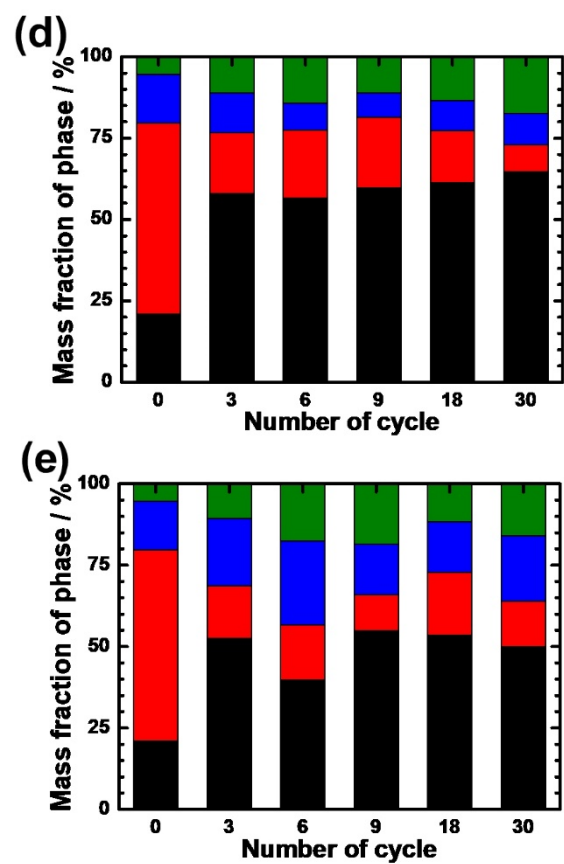 (d)
Mass fraction of phase / %
100
75
50
25
0
0 3 6 9 18 30
Number of cycle
(e)
Mass fraction of phase / %
100
75
50
25
0
0 3 6 9 18 30
Number of cycle